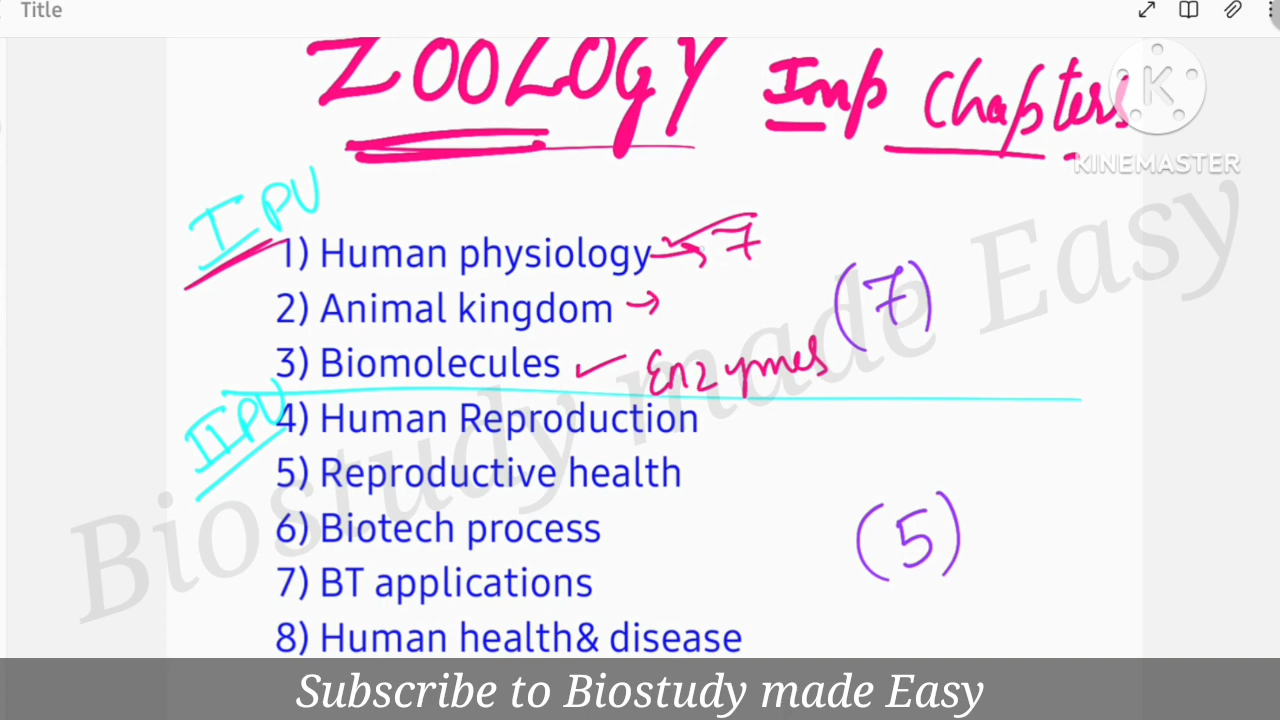 Title
ZOOLOGY Imp Chapters
K
KINEMASTER
I PU
1) Human physiology → 7
2) Animal kingdom →
(7)
3) Biomolecules ✓ Enzymes
II PU
4) Human Reproduction
5) Reproductive health
6) Biotech process
(5)
7) BT applications
8) Human health& disease
Biostudy made Easy
Subscribe to Biostudy made Easy